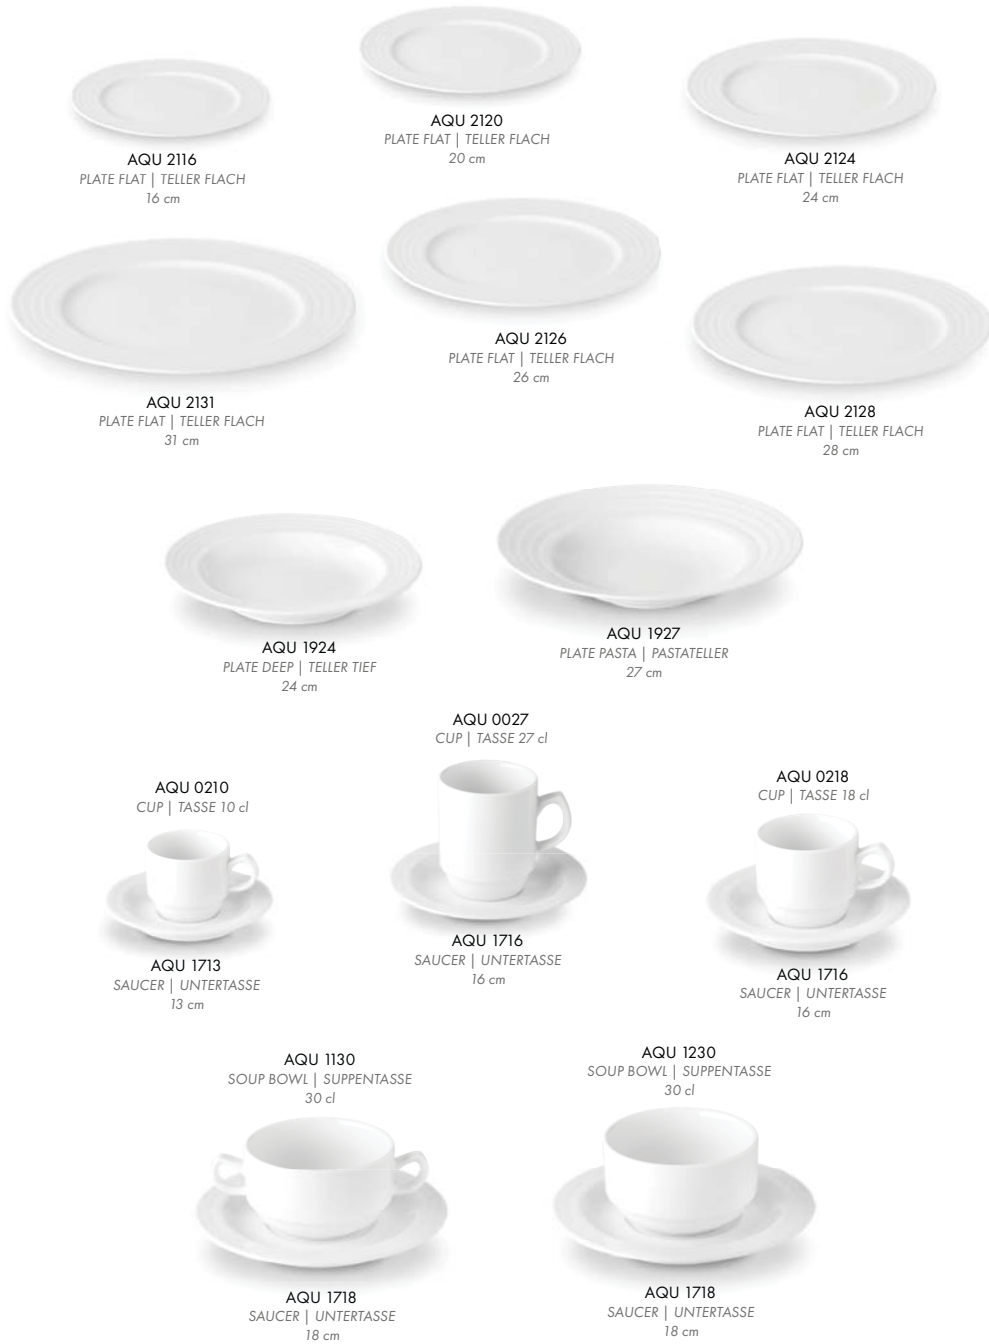 AQU 2116
PLATE FLAT | TELLER FLACH
16 cm
AQU 2120
PLATE FLAT | TELLER FLACH
20 cm
AQU 2124
PLATE FLAT | TELLER FLACH
24 cm
AQU 2131
PLATE FLAT | TELLER FLACH
31 cm
AQU 2126
PLATE FLAT | TELLER FLACH
26 cm
AQU 2128
PLATE FLAT | TELLER FLACH
28 cm
AQU 1924
PLATE DEEP | TELLER TIEF
24 cm
AQU 1927
PLATE PASTA | PASTATELLER
27 cm
AQU 0210
CUP | TASSE 10 cl
AQU 1713
SAUCER | UNTERTASSE
13 cm
AQU 0027
CUP | TASSE 27 cl
AQU 1716
SAUCER | UNTERTASSE
16 cm
AQU 0218
CUP | TASSE 18 cl
AQU 1716
SAUCER | UNTERTASSE
16 cm
AQU 1130
SOUP BOWL | SUPPENTASSE
30 cl
AQU 1718
SAUCER | UNTERTASSE
18 cm
AQU 1230
SOUP BOWL | SUPPENTASSE
30 cl
AQU 1718
SAUCER | UNTERTASSE
18 cm